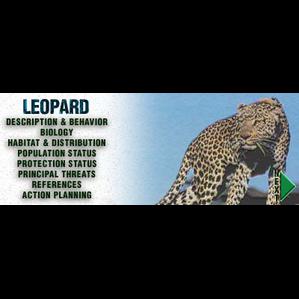 LEOPARD
DESCRIPTION & BEHAVIOR
BIOLOGY
HABITAT & DISTRIBUTION
POPULATION STATUS
PROTECTION STATUS
PRINCIPAL THREATS
REFERENCES
ACTION PLANNING
NEXT